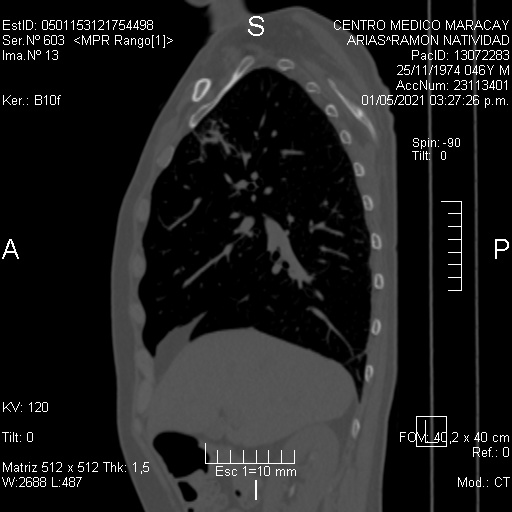 EstID: 0501153121754498
Ser.Nº 603 <MPR Rango[1]>
Ima.Nº 13
Ker.: B10f
S
CENTRO MEDICO MARACAY
ARIAS^RAMON NATIVIDAD
PacID: 13072283
25/11/1974 046Y M
AccNum: 23113401
01/05/2021 03:27:26 p.m.
Spin: -90
Tilt: 0
A
P
KV: 120
Tilt: 0
Matriz 512 x 512 Thk: 1,5
W:2688 L:487
Esc 1=10 mm
I
FOM: 40,2 x 40 cm
Ref.: 0
Mod.: CT